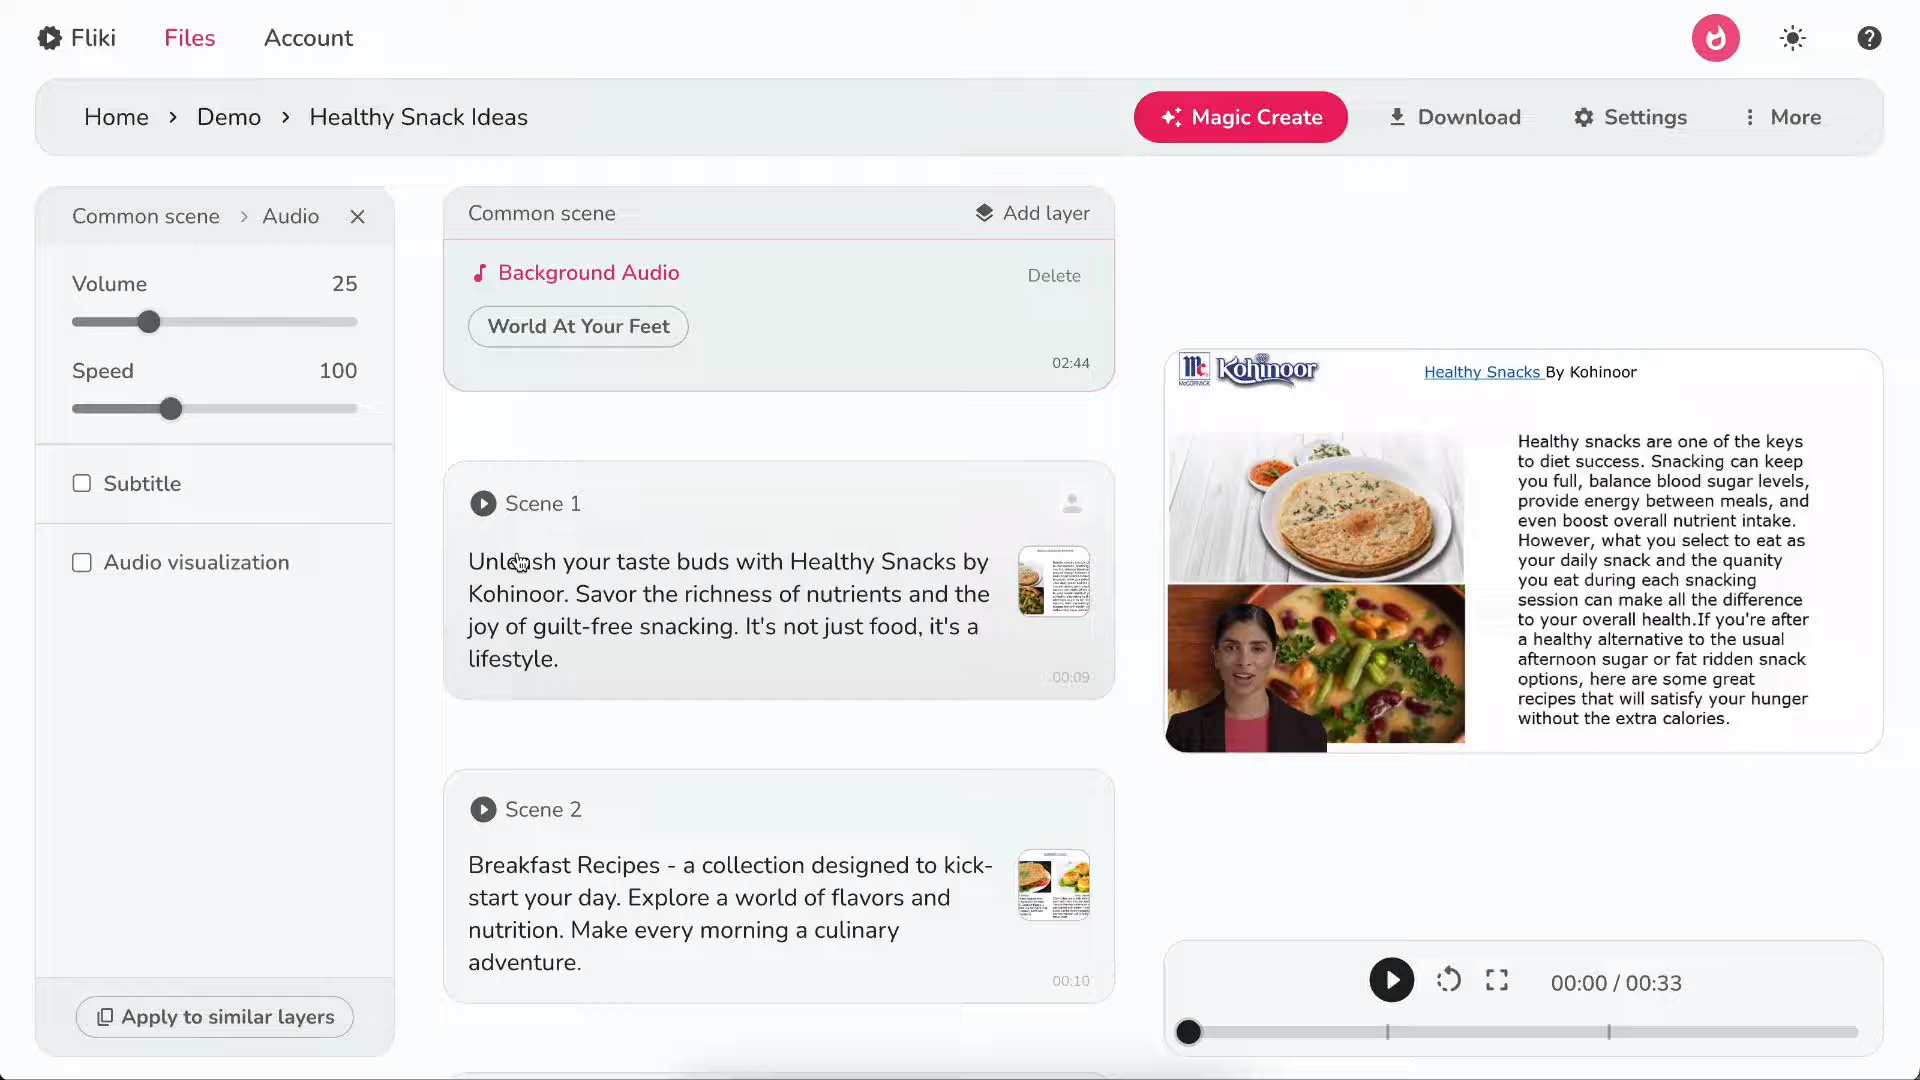 Fliki
Files
Account
Home > Demo > Healthy Snack Ideas
Magic Create
Download
Settings
More
Common scene > Audio
Volume 25
Speed 100
Subtitle
Audio visualization
Apply to similar layers
Common scene
Add layer
Background Audio
Delete
World At Your Feet
02:44
Scene 1
Unleash your taste buds with Healthy Snacks by
Kohinoor. Savor the richness of nutrients and the
joy of guilt-free snacking. It's not just food, it's a
lifestyle.
00:09
Scene 2
Breakfast Recipes - a collection designed to kick-
start your day. Explore a world of flavors and
nutrition. Make every morning a culinary
adventure.
00:10
McCORMICK
Kohinoor
Healthy Snacks By Kohinoor
Healthy snacks are one of the keys
to diet success. Snacking can keep
you full, balance blood sugar levels,
provide energy between meals, and
even boost overall nutrient intake.
However, what you select to eat as
your daily snack and the quanity
you eat during each snacking
session can make all the difference
to your overall health.If you're after
a healthy alternative to the usual
afternoon sugar or fat ridden snack
options, here are some great
recipes that will satisfy your hunger
without the extra calories.
00:00 / 00:33